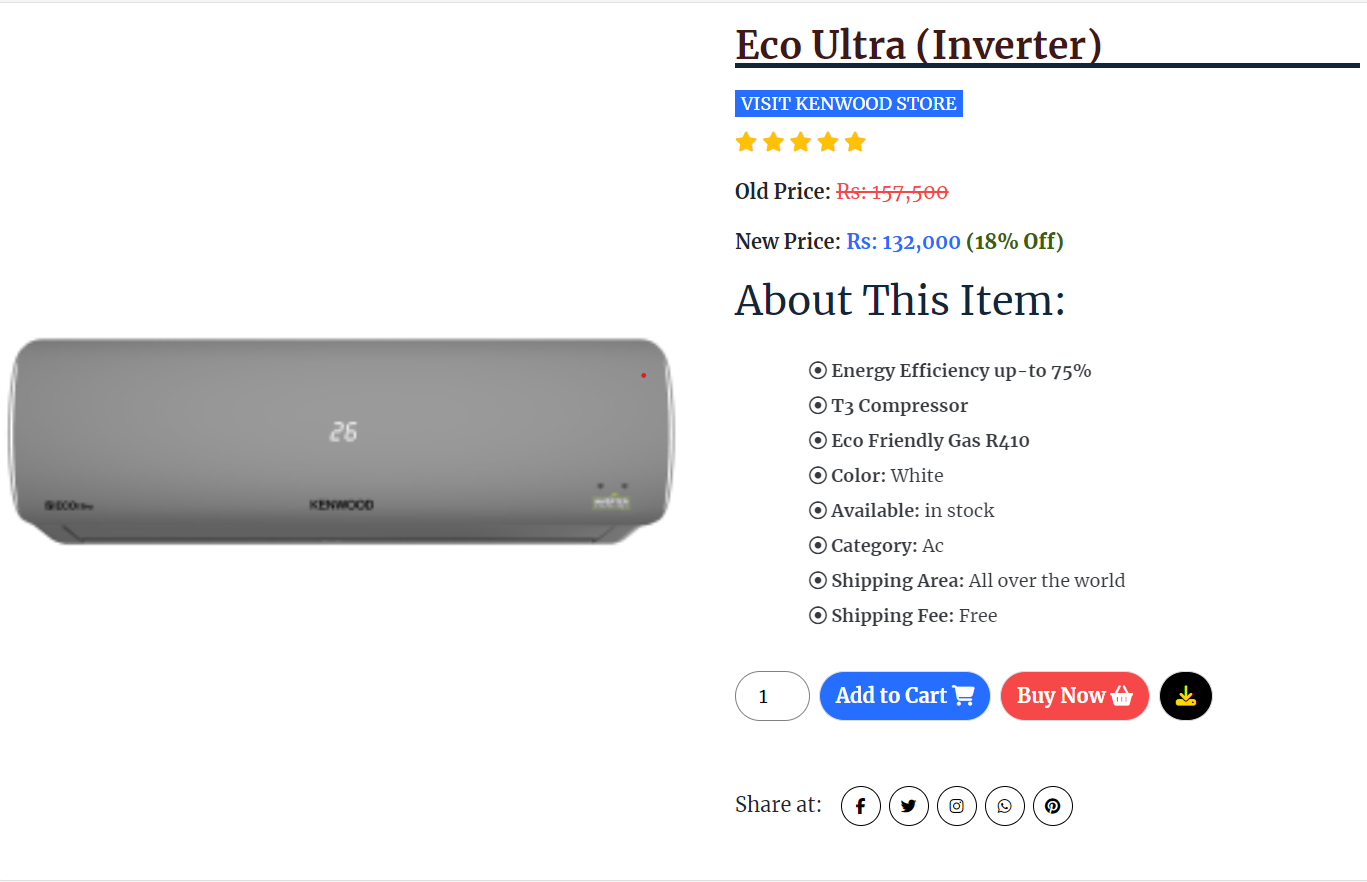 Eco Ultra (Inverter)
VISIT KENWOOD STORE
Old Price: Rs: 157,500
New Price: Rs: 132,000 (18% Off)
About This Item:
Energy Efficiency up-to 75%
T3 Compressor
Eco Friendly Gas R410
Color: White
26
Available: in stock
KENWOOD
Category: Ac
Shipping Area: All over the world
Shipping Fee: Free
1
Add to Cart
Buy Now
Share at: